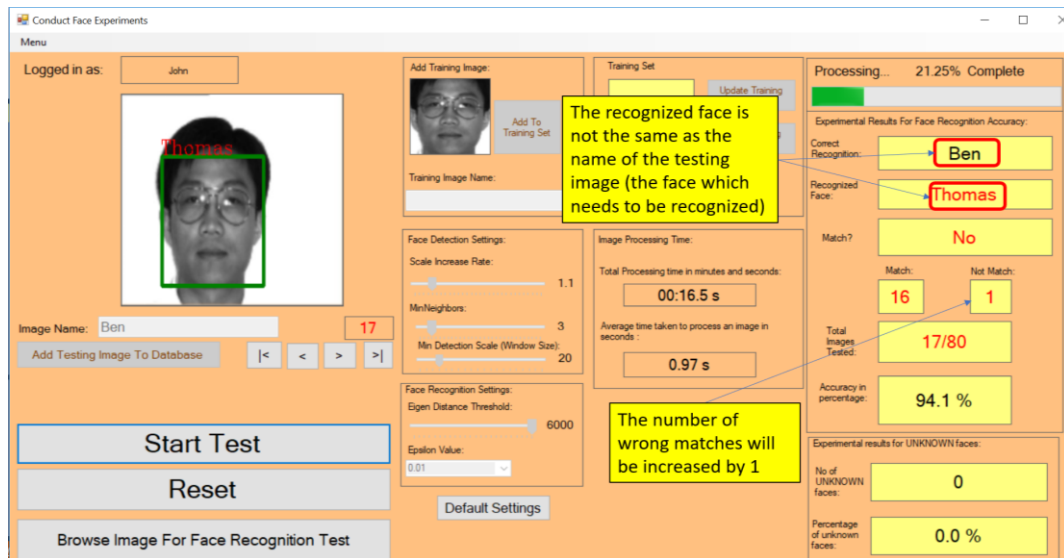 Conduct Face Experiments
Menu
Logged in as:
John
Thomas
Image Name:
Ben
17
Add Testing Image To Database
|<
<
>
>|
Start Test
Reset
Browse Image For Face Recognition Test
Add Training Image:
Add To
Training Set
Training Image Name:
Face Detection Settings:
Scale Increase Rate:
1.1
MinNeighbors:
3
Min Detection Scale (Window Size):
20
Face Recognition Settings:
Eigen Distance Threshold:
6000
Epsilon Value:
0.01
Default Settings
Training Set
Update Training
The recognized face is
not the same as the
name of the testing
image (the face which
needs to be recognized)
Image Processing Time:
Total Processing time in minutes and seconds:
00:16.5 s
Average time taken to process an image in
seconds :
0.97 s
The number of
wrong matches will
be increased by 1
Processing... 21.25% Complete
Experimental Results For Face Recognition Accuracy:
Correct
Recognition:
Ben
Recognized
Face:
Thomas
Match?
No
Match:
Not Match:
16
1
Total
Images
Tested:
17/80
Accuracy in
percentage:
94.1 %
Experimental results for UNKNOWN faces:
No of
UNKNOWN
faces:
0
Percentage
of unknown
faces:
0.0 %